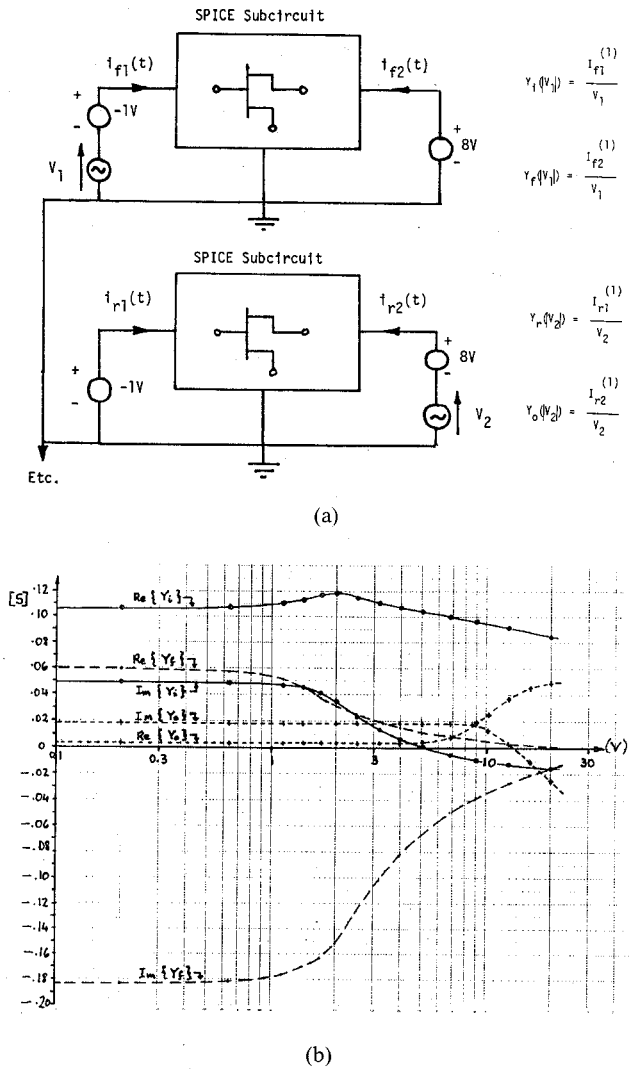 SPICE Subcircuit
i_f1(t)
i_f2(t)
+
-
-1V
V_1
+
8V
-
Y_i(|V_1|) = I_f1^(1) / V_1
Y_f(|V_1|) = I_f2^(1) / V_1
SPICE Subcircuit
i_r1(t)
i_r2(t)
+
-
-1V
+
8V
-
V_2
Y_r(|V_2|) = I_r1^(1) / V_2
Y_o(|V_2|) = I_r2^(1) / V_2
Etc.
(a)
[S]
.12
.10
.08
.06
.04
.02
0
-.02
-.04
-.06
-.08
-.10
-.12
-.14
-.16
-.18
-.20
Re{Y_i}
Re{Y_f}
Im{Y_i}
Im{Y_o}
Re{Y_o}
Im{Y_f}
0.1
0.3
1
3
10
30
(V)
(b)